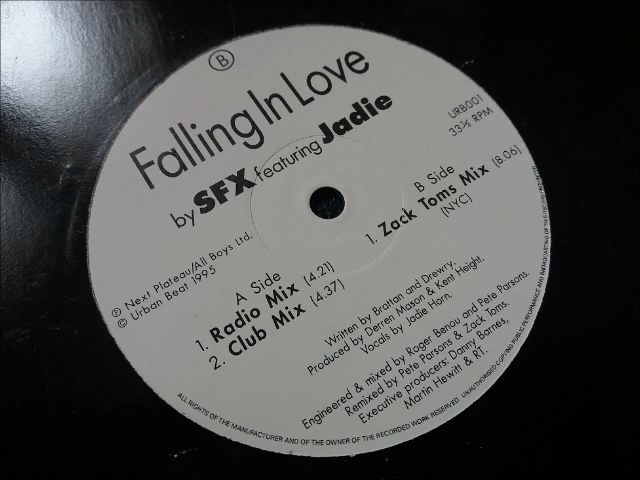 B
Falling In Love
by SFX featuring Jadie
URB001
33⅓ RPM
℗ Next Plateau/All Boys Ltd.
© Urban Beat 1995
A Side
1. Radio Mix (4.21)
2. Club Mix (4.37)
B Side
1. Zack Toms Mix (8.06)
(NYC)
Written by Brattan and Drewry.
Produced by Derren Mason & Kent Height.
Vocals by Jadie Horn.
Engineered & mixed by Roger Benou and Pete Parsons.
Remixed by Pete Parsons & Zack Toms.
Executive producers: Danny Barnes,
Martin Hewitt & RT.
ALL RIGHTS OF THE MANUFACTURER AND OF THE OWNER OF THE RECORDED WORK RESERVED. UNAUTHORISED COPYING PUBLIC PERFORMANCE AND BROADCASTING OF THIS RECORD PROHIBITED.